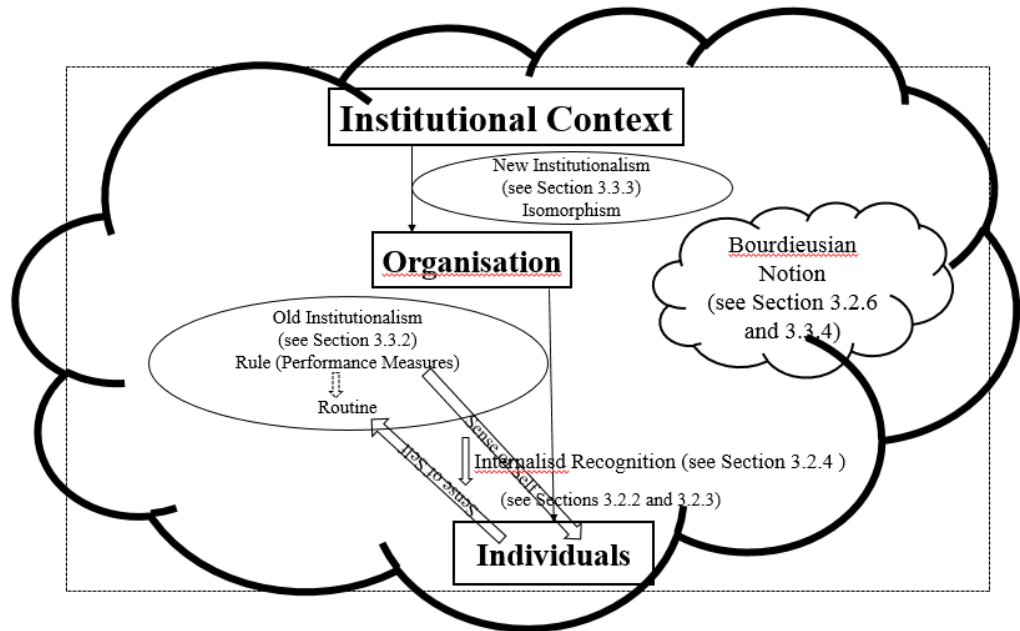 Institutional Context
New Institutionalism
(see Section 3.3.3)
Isomorphism
Organisation
Bourdieusian
Notion
(see Section 3.2.6
and 3.3.4)
Old Institutionalism
(see Section 3.3.2)
Rule (Performance Measures)
Routine
Sense of Self
Sense of Self
Internalisd Recognition (see Section 3.2.4 )
(see Sections 3.2.2 and 3.2.3)
Individuals